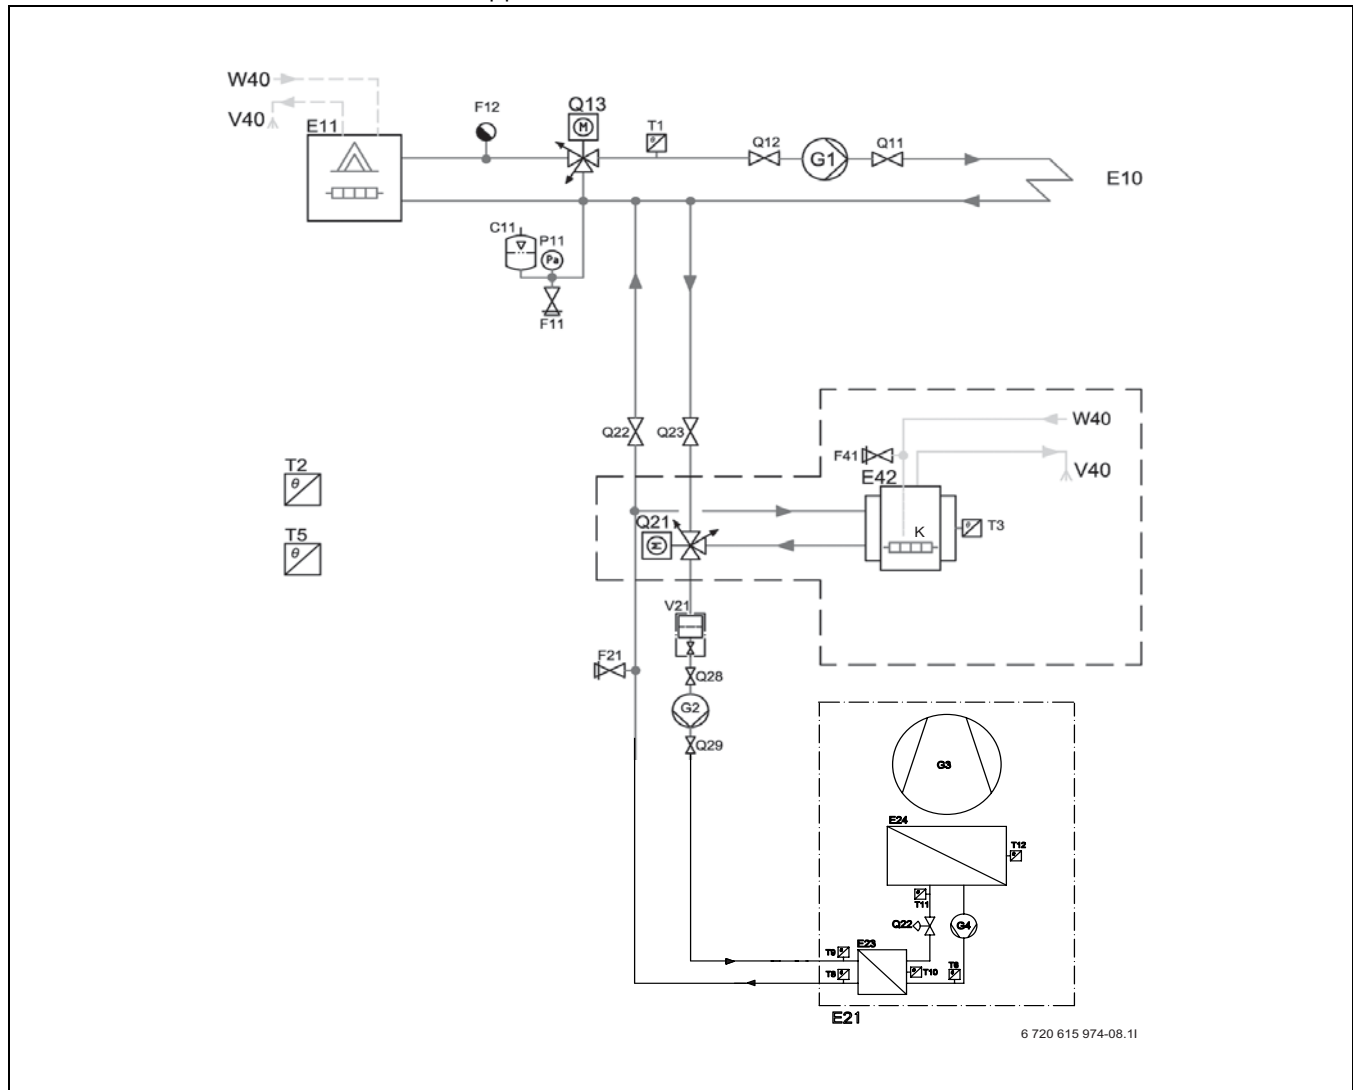 W40
V40
E11
F12
Q13
M
T1
Q12
G1
Q11
E10
C11
P11
Pa
F11
Q22
Q23
W40
F41
V40
E42
T2
θ
Q21
M
K
T3
T5
θ
V21
F21
Q28
G2
Q29
G3
E24
T12
T11
Q22
G4
T9
E23
T8
T10
T6
E21
6 720 615 974-08.1I